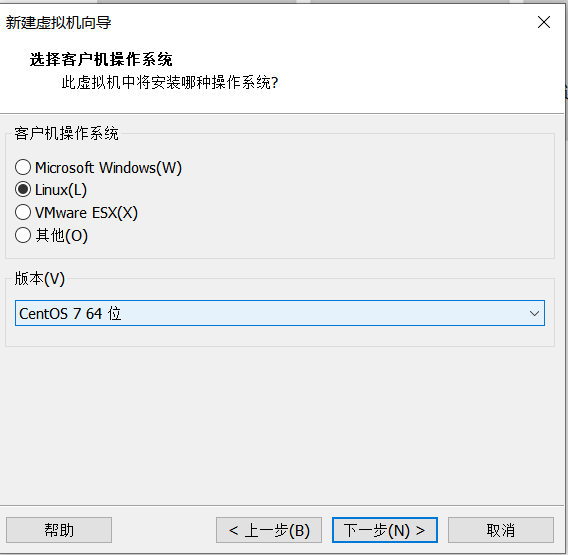 新建虚拟机向导
选择客户机操作系统
此虚拟机中将安装哪种操作系统?
客户机操作系统
Microsoft Windows(W)
Linux(L)
VMware ESX(X)
其他(O)
版本(V)
CentOS 7 64 位
帮助
< 上一步(B)
下一步(N) >
取消